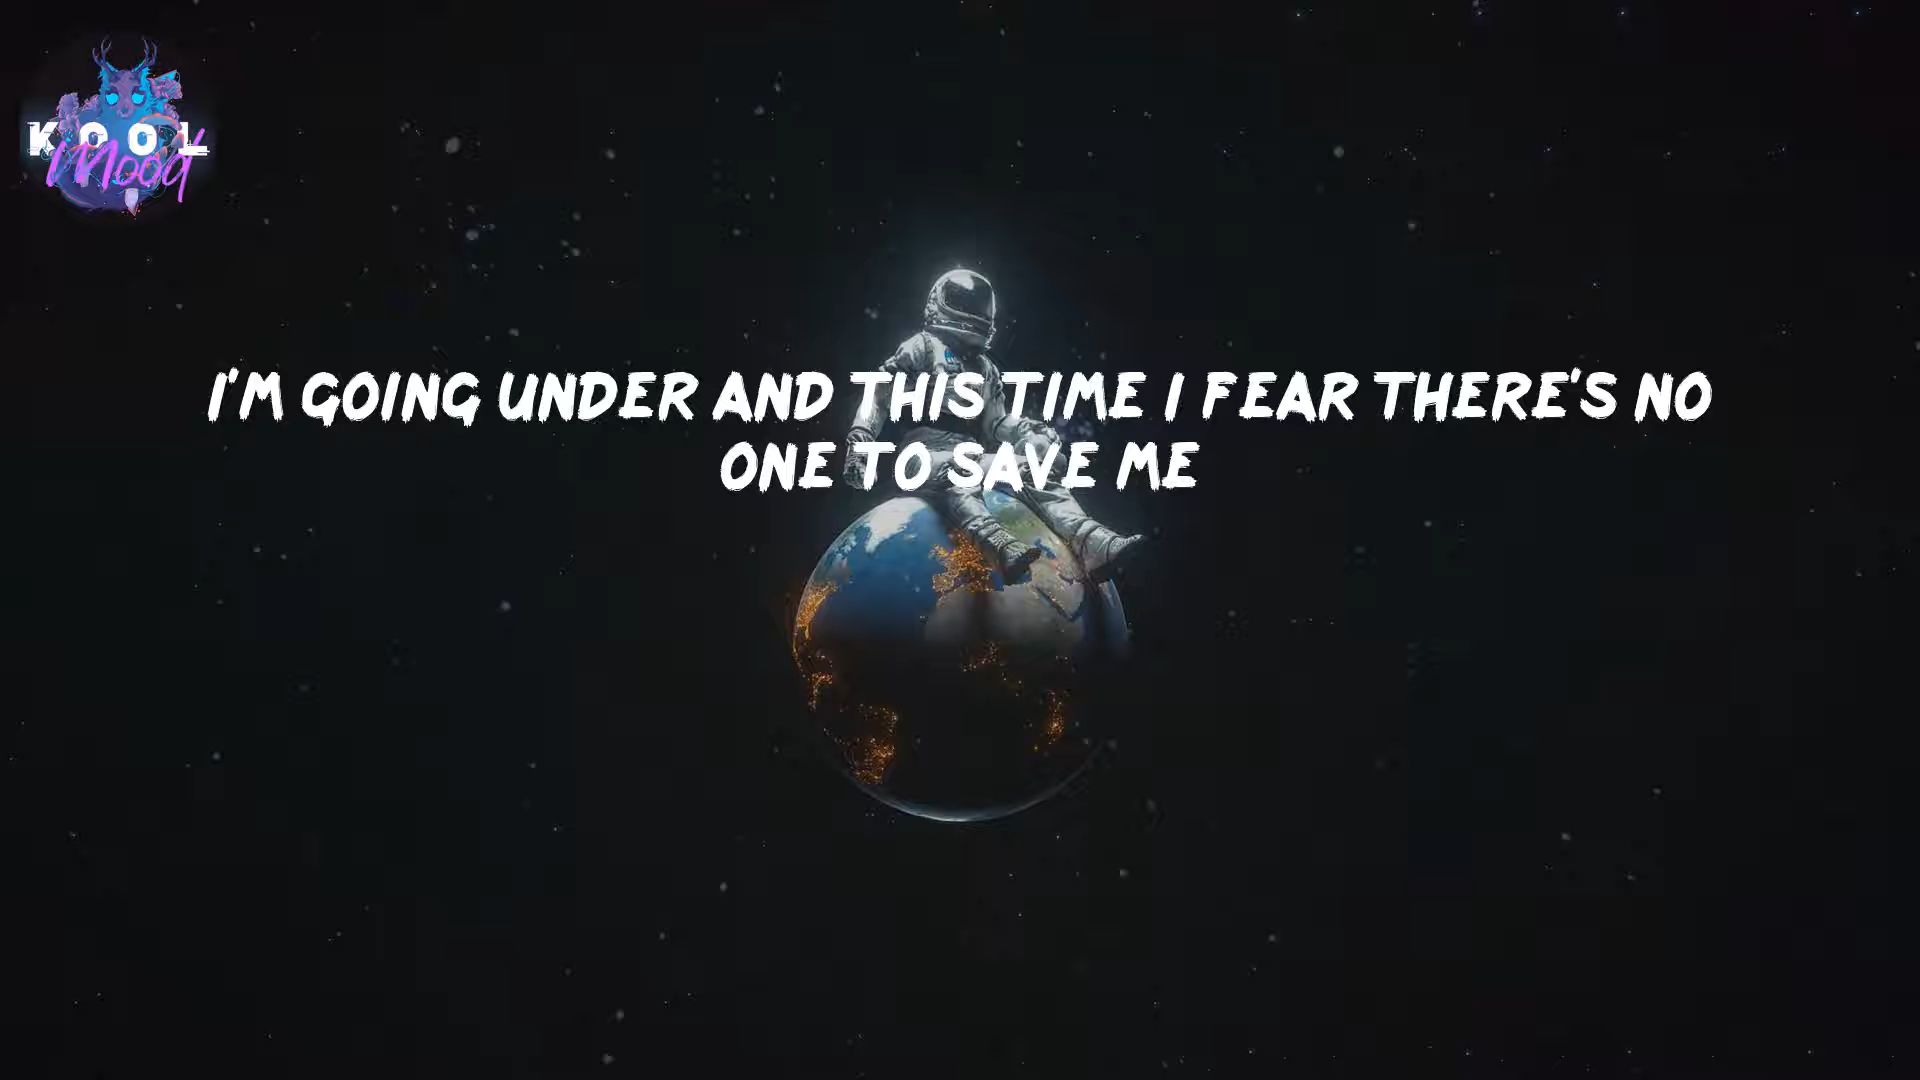 KOOL
Mood
I'M GOING UNDER AND THIS TIME I FEAR THERE'S NO
ONE TO SAVE ME